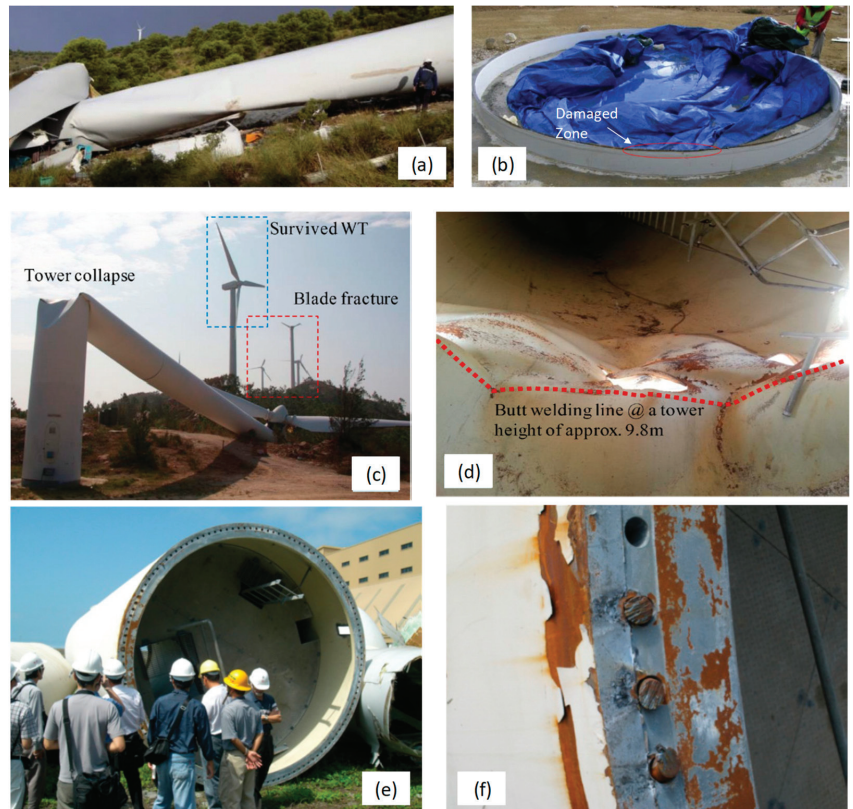 (a)
Damaged
Zone
(b)
Survived WT
Tower collapse
Blade fracture
(c)
Butt welding line @ a tower
height of approx. 9.8m
(d)
(e)
(f)